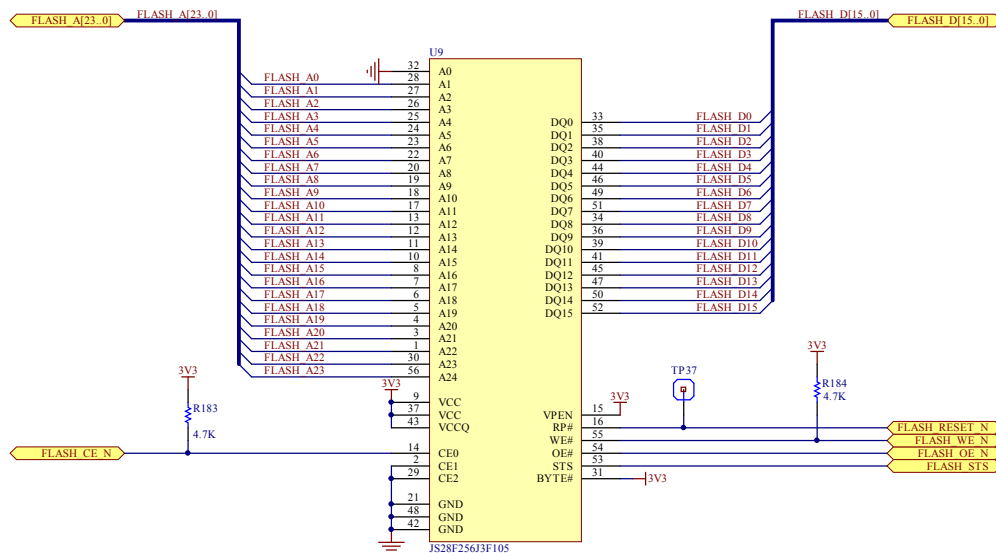 FLASH_A[23..0] FLASH_A[23..0] FLASH_D[15..0] FLASH_D[15..0]
U9
32 A0
FLASH_A0 28 A1
FLASH_A1 27 A2
FLASH_A2 26 A3
FLASH_A3 25 A4 DQ0 33 FLASH_D0
FLASH_A4 24 A5 DQ1 35 FLASH_D1
FLASH_A5 23 A6 DQ2 38 FLASH_D2
FLASH_A6 22 A7 DQ3 40 FLASH_D3
FLASH_A7 20 A8 DQ4 44 FLASH_D4
FLASH_A8 19 A9 DQ5 46 FLASH_D5
FLASH_A9 18 A10 DQ6 49 FLASH_D6
FLASH_A10 17 A11 DQ7 51 FLASH_D7
FLASH_A11 13 A12 DQ8 34 FLASH_D8
FLASH_A12 12 A13 DQ9 36 FLASH_D9
FLASH_A13 11 A14 DQ10 39 FLASH_D10
FLASH_A14 10 A15 DQ11 41 FLASH_D11
FLASH_A15 8 A16 DQ12 45 FLASH_D12
FLASH_A16 7 A17 DQ13 47 FLASH_D13
FLASH_A17 6 A18 DQ14 50 FLASH_D14
FLASH_A18 5 A19 DQ15 52 FLASH_D15
FLASH_A19 4 A20
FLASH_A20 3 A21
FLASH_A21 1 A22
FLASH_A22 30 A23
FLASH_A23 56 A24
3V3 3V3 TP37 3V3
R183 R184
4.7K 4.7K
9 VCC 3V3
37 VCC VPEN 15
43 VCCQ RP# 16 FLASH_RESET_N
WE# 55 FLASH_WE_N
FLASH_CE_N 14 CE0 OE# 54 FLASH_OE_N
2 CE1 STS 53 FLASH_STS
29 CE2 BYTE# 31 3V3
21 GND
48 GND
42 GND
JS28F256J3F105